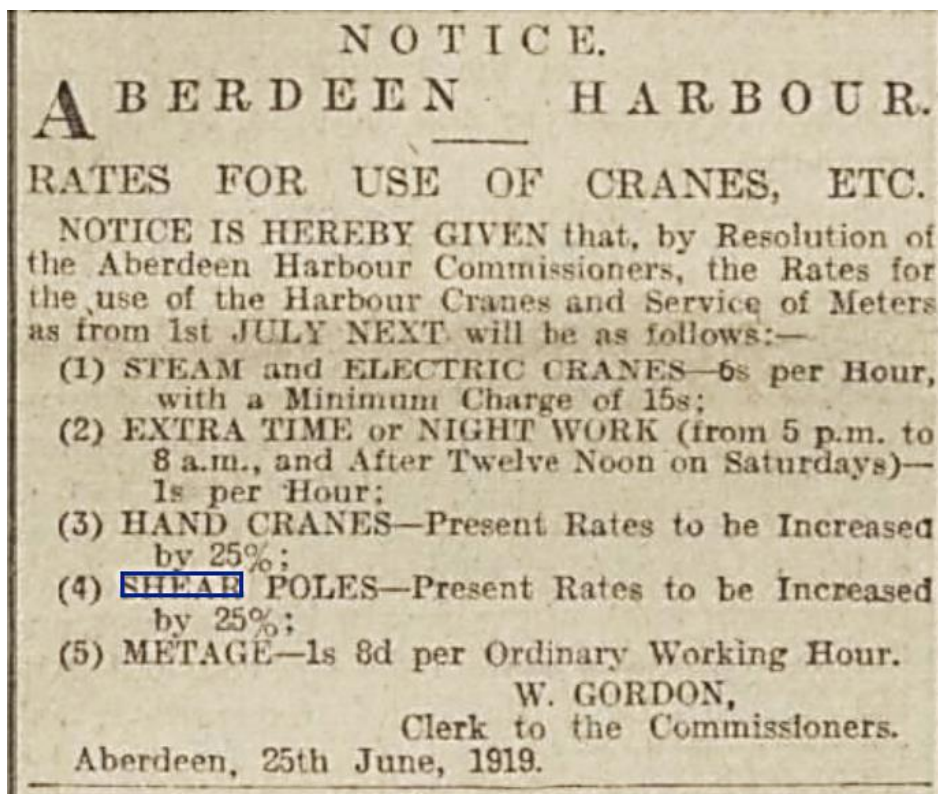 NOTICE.
ABERDEEN HARBOUR.
RATES FOR USE OF CRANES, ETC.
NOTICE IS HEREBY GIVEN that, by Resolution of
the Aberdeen Harbour Commissioners, the Rates for
the use of the Harbour Cranes and Service of Meters
as from 1st JULY NEXT will be as follows:—
(1) STEAM and ELECTRIC CRANES—6s per Hour,
with a Minimum Charge of 15s;
(2) EXTRA TIME or NIGHT WORK (from 5 p.m. to
8 a.m., and After Twelve Noon on Saturdays)—
1s per Hour;
(3) HAND CRANES—Present Rates to be Increased
by 25%;
(4) SHEAR POLES—Present Rates to be Increased
by 25%;
(5) METAGE—1s 8d per Ordinary Working Hour.
W. GORDON,
Clerk to the Commissioners.
Aberdeen, 25th June, 1919.